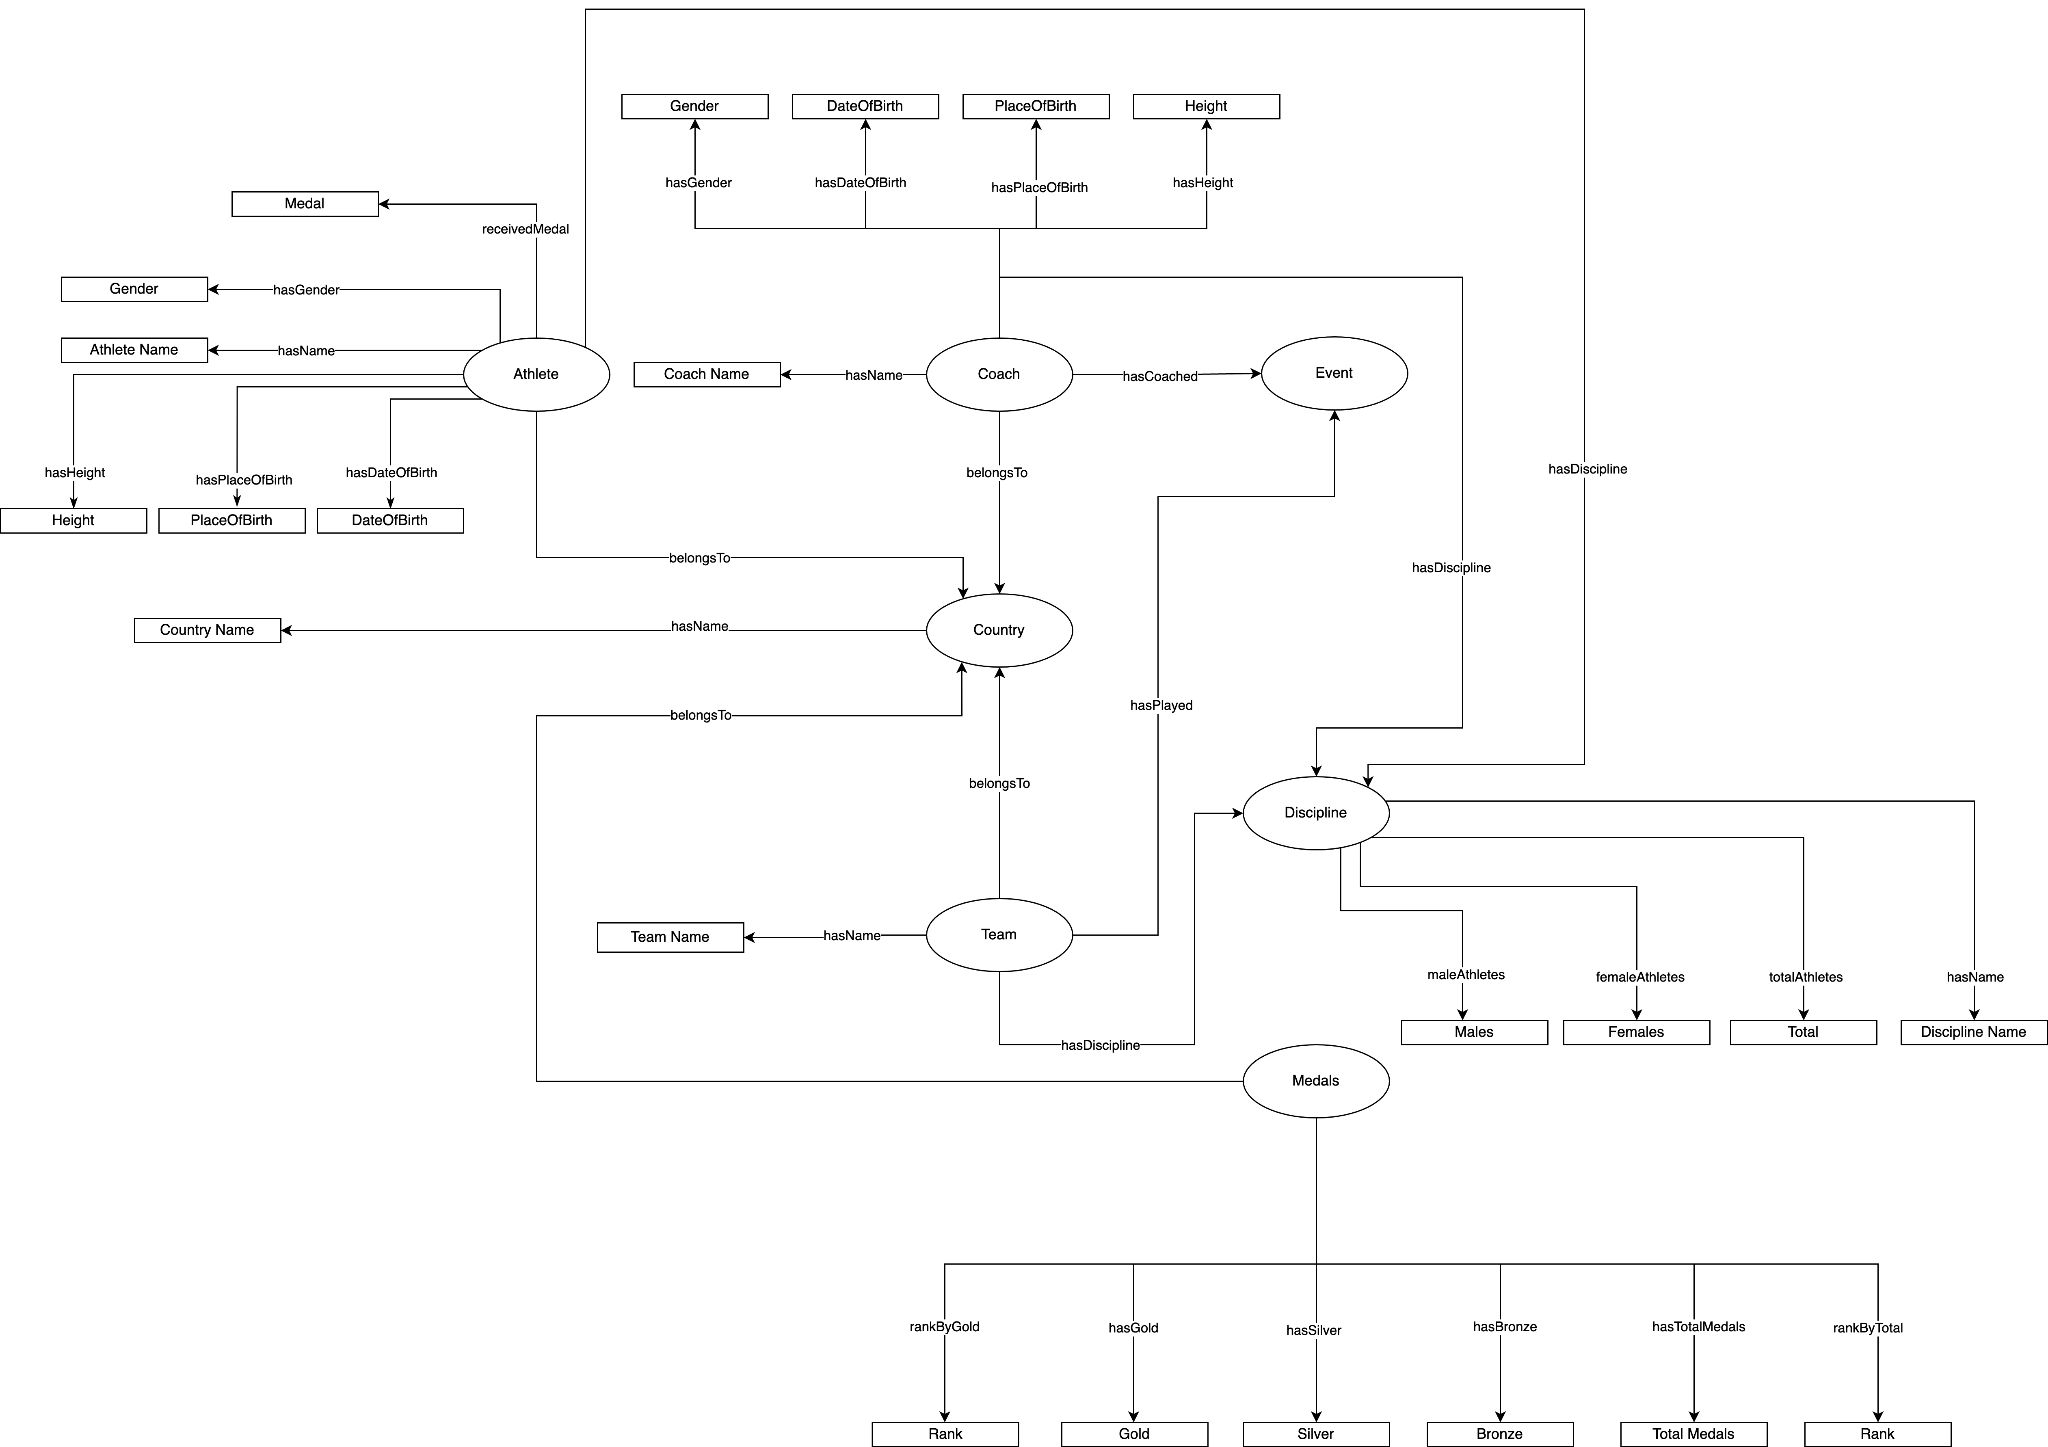 Gender
DateOfBirth
PlaceOfBirth
Height
hasGender
hasDateOfBirth
hasPlaceOfBirth
hasHeight
Medal
receivedMedal
Gender
hasGender
Athlete Name
hasName
Athlete
Coach Name
hasName
Coach
hasCoached
Event
hasHeight
hasPlaceOfBirth
hasDateOfBirth
belongsTo
hasDiscipline
Height
PlaceOfBirth
DateOfBirth
belongsTo
hasDiscipline
Country Name
hasName
Country
belongsTo
hasPlayed
belongsTo
Discipline
Team Name
hasName
Team
maleAthletes
femaleAthletes
totalAthletes
hasName
Males
Females
Total
Discipline Name
hasDiscipline
Medals
rankByGold
hasGold
hasSilver
hasBronze
hasTotalMedals
rankByTotal
Rank
Gold
Silver
Bronze
Total Medals
Rank